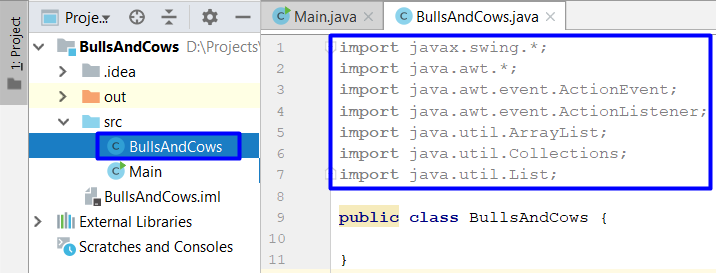 1: Project
Proje...
BullsAndCows D:\Projects\
.idea
out
src
BullsAndCows
Main
BullsAndCows.iml
External Libraries
Scratches and Consoles
Main.java
BullsAndCows.java
1 import javax.swing.*;
2 import java.awt.*;
3 import java.awt.event.ActionEvent;
4 import java.awt.event.ActionListener;
5 import java.util.ArrayList;
6 import java.util.Collections;
7 import java.util.List;
8
9 public class BullsAndCows {
10
11 }